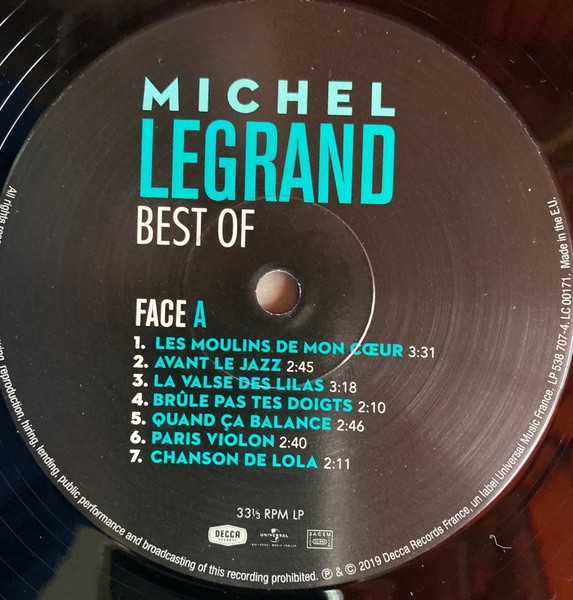 MICHEL
LEGRAND
BEST OF
FACE A
1. LES MOULINS DE MON CŒUR 3:31
2. AVANT LE JAZZ 2:45
3. LA VALSE DES LILAS 3:18
4. BRÛLE PAS TES DOIGTS 2:10
5. QUAND ÇA BALANCE 2:46
6. PARIS VIOLON 2:40
7. CHANSON DE LOLA 2:11
33⅓ RPM LP
DECCA
UNIVERSAL
SACEM
All rights
reproduction, hiring, lending, public performance and broadcasting of this recording prohibited. ℗ & © 2019 Decca Records France, un label Universal Music France. LP 538 707-4. LC 00171. Made in the E.U.